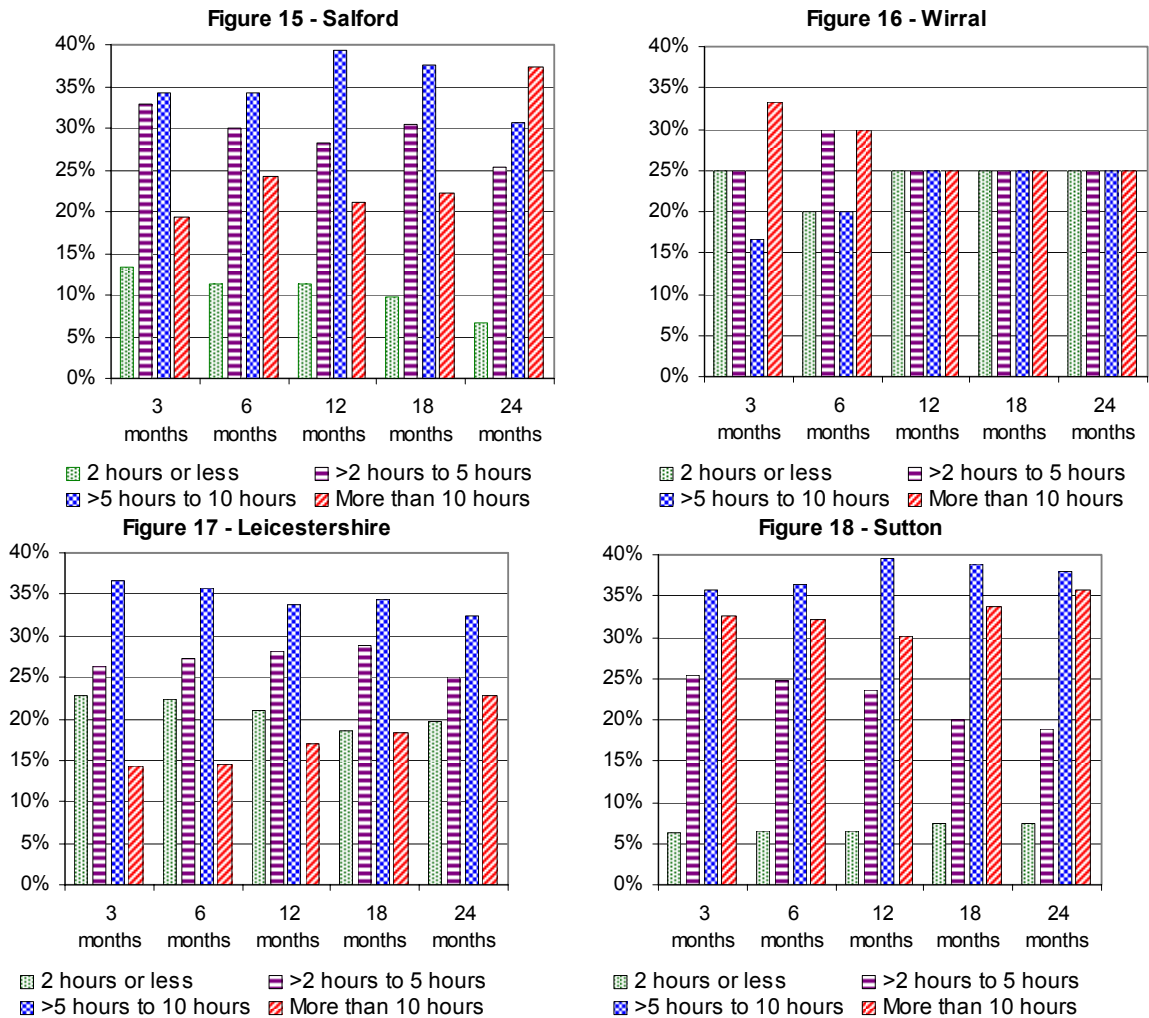 Figure 15 - Salford
40%
35%
30%
25%
20%
15%
10%
5%
0%
3 6 12 18 24
months months months months months
2 hours or less >2 hours to 5 hours
>5 hours to 10 hours More than 10 hours
Figure 16 - Wirral
40%
35%
30%
25%
20%
15%
10%
5%
0%
3 6 12 18 24
months months months months months
2 hours or less >2 hours to 5 hours
>5 hours to 10 hours More than 10 hours
Figure 17 - Leicestershire
40%
35%
30%
25%
20%
15%
10%
5%
0%
3 6 12 18 24
months months months months months
2 hours or less >2 hours to 5 hours
>5 hours to 10 hours More than 10 hours
Figure 18 - Sutton
40%
35%
30%
25%
20%
15%
10%
5%
0%
3 6 12 18 24
months months months months months
2 hours or less >2 hours to 5 hours
>5 hours to 10 hours More than 10 hours